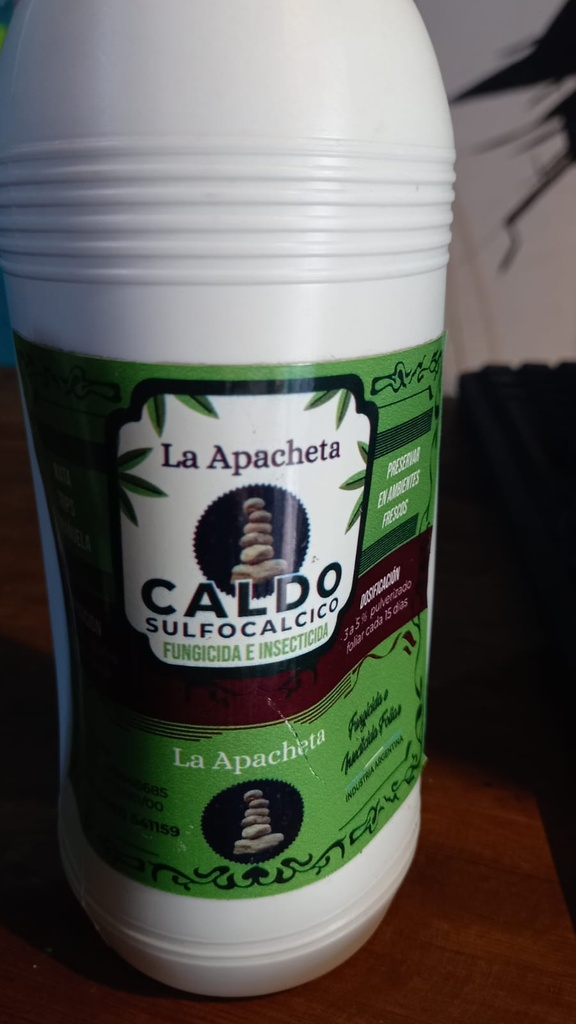 La Apacheta
CALDO
SULFOCALCICO
FUNGICIDA E INSECTICIDA
PRESERVAR
EN AMBIENTES
FRESCOS
DOSIFICACIÓN
3 a 5% pulverizado
foliar cada 15 días
La Apacheta
Fungicida e
Insecticida Foliar
INDUSTRIA ARGENTINA
541159